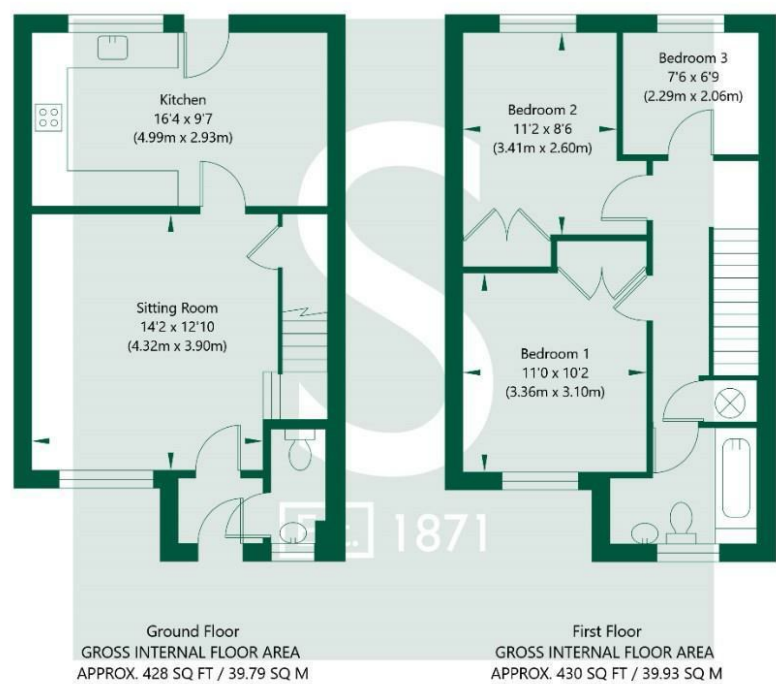 Kitchen
16'4 x 9'7
(4.99m x 2.93m)
Sitting Room
14'2 x 12'10
(4.32m x 3.90m)
Bedroom 2
11'2 x 8'6
(3.41m x 2.60m)
Bedroom 3
7'6 x 6'9
(2.29m x 2.06m)
Bedroom 1
11'0 x 10'2
(3.36m x 3.10m)
S
1871
Ground Floor
GROSS INTERNAL FLOOR AREA
APPROX. 428 SQ FT / 39.79 SQ M
First Floor
GROSS INTERNAL FLOOR AREA
APPROX. 430 SQ FT / 39.93 SQ M